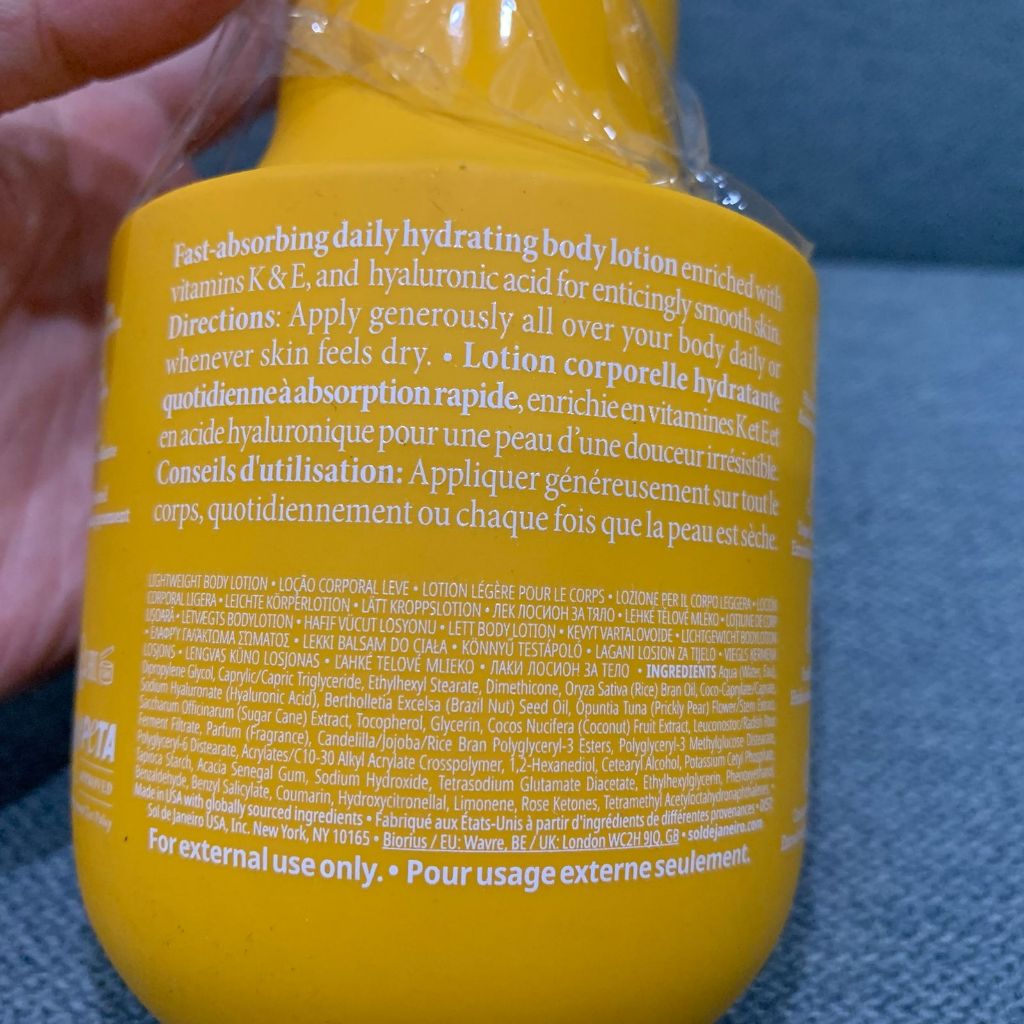 Fast-absorbing daily hydrating body lotion enriched with
vitamins K & E, and hyaluronic acid for enticingly smooth skin.
Directions: Apply generously all over your body daily or
whenever skin feels dry. • Lotion corporelle hydratante
quotidienne à absorption rapide, enrichie en vitamines K et E et
en acide hyaluronique pour une peau d'une douceur irrésistible.
Conseils d'utilisation: Appliquer généreusement sur tout le
corps, quotidiennement ou chaque fois que la peau est sèche.
LIGHTWEIGHT BODY LOTION • LOÇÃO CORPORAL LEVE • LOTION LÉGÈRE POUR LE CORPS • LOZIONE PER IL CORPO LEGGERA • LOCIÓN
CORPORAL LIGERA • LEICHTE KÖRPERLOTION • LÄTT KROPPSLOTION • ЛЕК ЛОСИОН ЗА ТЯЛО • LEHKÉ TĚLOVÉ MLÉKO • LOȚIUNE DE CORP
UȘOARĂ • LETVÆGTS BODYLOTION • HAFIF VÜCUT LOSYONU • LETT BODY LOTION • KEVYT VARTALOVOIDE • LICHTGEWICHT BODYLOTION
• ΕΛΑΦΡΥ ΓΑΛΑΚΤΩΜΑ ΣΩΜΑΤΟΣ • LEKKI BALSAM DO CIAŁA • KÖNNYŰ TESTÁPOLÓ • LAGANI LOSION ZA TIJELO • VIEGLS ĶERMEŅA
LOSJONS • LENGVAS KŪNO LOSJONAS • ĽAHKÉ TELOVÉ MLIEKO • ЛАКИ ЛОСИОН ЗА ТЕЛО • INGREDIENTS Aqua (Water, Eau),
Dipropylene Glycol, Caprylic/Capric Triglyceride, Ethylhexyl Stearate, Dimethicone, Oryza Sativa (Rice) Bran Oil, Coco-Caprylate/Caprate,
Sodium Hyaluronate (Hyaluronic Acid), Bertholletia Excelsa (Brazil Nut) Seed Oil, Opuntia Tuna (Prickly Pear) Flower/Stem Extract,
Saccharum Officinarum (Sugar Cane) Extract, Tocopherol, Glycerin, Cocos Nucifera (Coconut) Fruit Extract, Leuconostoc/Radish Root
Ferment Filtrate, Parfum (Fragrance), Candelilla/Jojoba/Rice Bran Polyglyceryl-3 Esters, Polyglyceryl-3 Methylglucose Distearate,
Polyglyceryl-6 Distearate, Acrylates/C10-30 Alkyl Acrylate Crosspolymer, 1,2-Hexanediol, Cetearyl Alcohol, Potassium Cetyl Phosphate,
Tapioca Starch, Acacia Senegal Gum, Sodium Hydroxide, Tetrasodium Glutamate Diacetate, Ethylhexylglycerin, Phenoxyethanol,
Benzaldehyde, Benzyl Salicylate, Coumarin, Hydroxycitronellal, Limonene, Rose Ketones, Tetramethyl Acetyloctahydronaphthalenes. •
Made in USA with globally sourced ingredients • Fabriqué aux États-Unis à partir d'ingrédients de différentes provenances • DIST.
Sol de Janeiro USA, Inc. New York, NY 10165 • Biorius / EU: Wavre, BE / UK: London WC2H 9JQ, GB • soldejaneiro.com
For external use only. • Pour usage externe seulement.
PETA